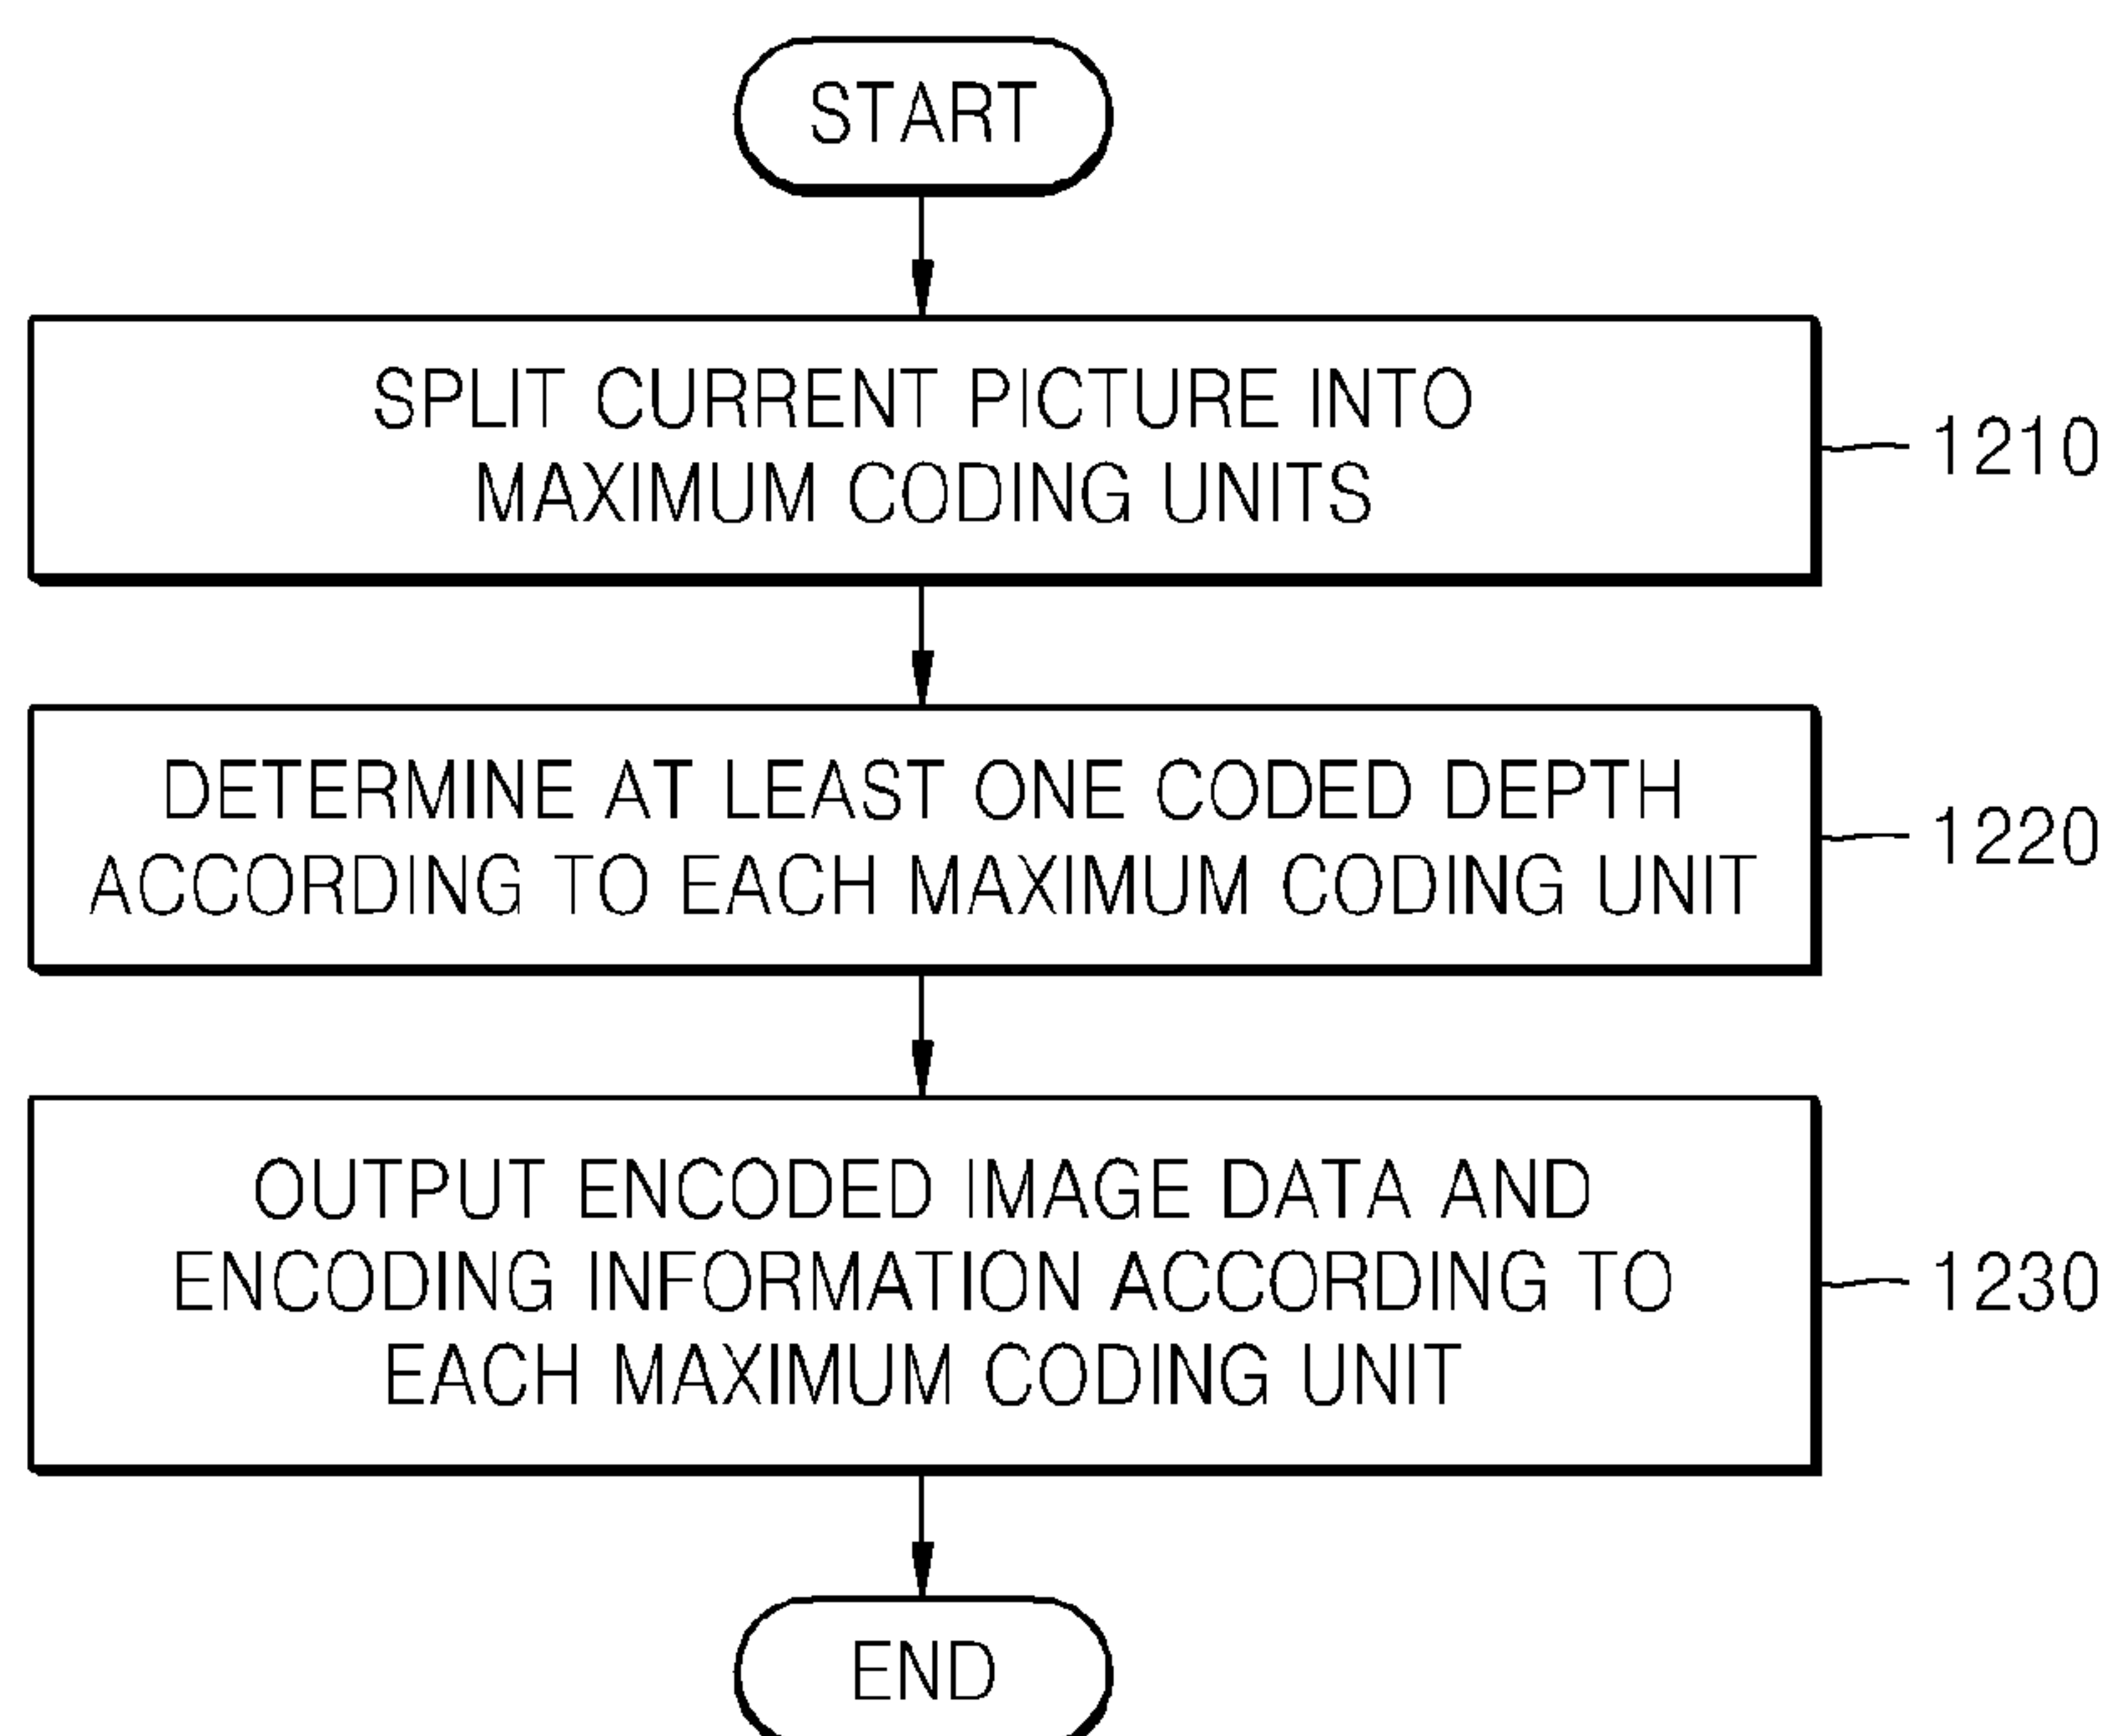 START
SPLIT CURRENT PICTURE INTO
MAXIMUM CODING UNITS
1210
DETERMINE AT LEAST ONE CODED DEPTH
ACCORDING TO EACH MAXIMUM CODING UNIT
1220
OUTPUT ENCODED IMAGE DATA AND
ENCODING INFORMATION ACCORDING TO
EACH MAXIMUM CODING UNIT
1230
END